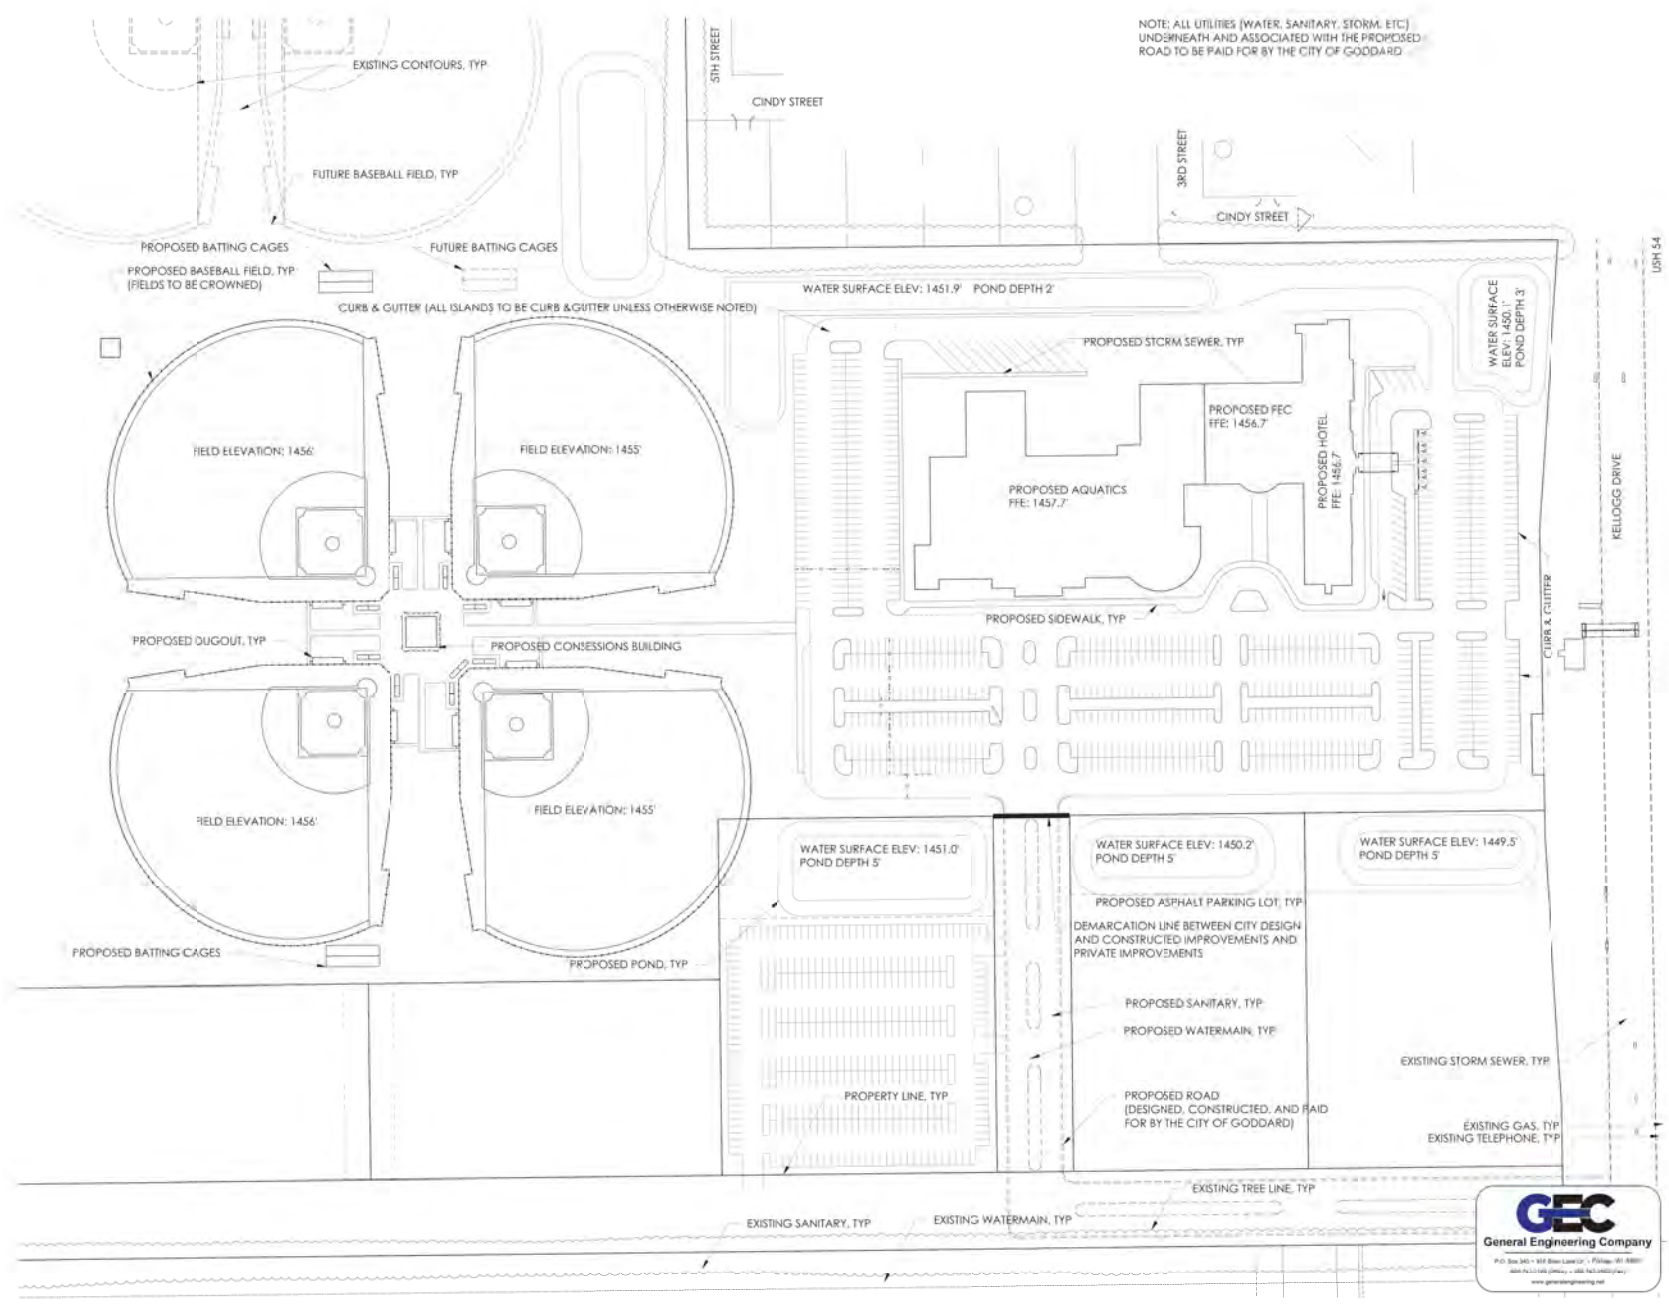 NOTE: ALL UTILITIES (WATER, SANITARY, STORM, ETC)
UNDERNEATH AND ASSOCIATED WITH THE PROPOSED
ROAD TO BE PAID FOR BY THE CITY OF GODDARD
5TH STREET
EXISTING CONTOURS, TYP
CINDY STREET
3RD STREET
FUTURE BASEBALL FIELD, TYP
CINDY STREET
PROPOSED BATTING CAGES
FUTURE BATTING CAGES
USH 54
PROPOSED BASEBALL FIELD, TYP
(FIELDS TO BE CROWNED)
WATER SURFACE ELEV: 1451.9' POND DEPTH 2'
WATER SURFACE
ELEV: 1450.1'
POND DEPTH 3'
CURB & GUTTER (ALL ISLANDS TO BE CURB & GUTTER UNLESS OTHERWISE NOTED)
PROPOSED STORM SEWER, TYP
PROPOSED FEC
FFE: 1456.7'
FIELD ELEVATION: 1456'
FIELD ELEVATION: 1455'
PROPOSED HOTEL
FFE: 1456.7'
KELLOGG DRIVE
PROPOSED AQUATICS
FFE: 1457.7'
CURB & GUTTER
PROPOSED SIDEWALK, TYP
PROPOSED DUGOUT, TYP
PROPOSED CONSESSIONS BUILDING
FIELD ELEVATION: 1456'
FIELD ELEVATION: 1455'
WATER SURFACE ELEV: 1451.0'
POND DEPTH 5'
WATER SURFACE ELEV: 1450.2'
POND DEPTH 5'
WATER SURFACE ELEV: 1449.5'
POND DEPTH 5'
PROPOSED ASPHALT PARKING LOT, TYP
DEMARCATION LINE BETWEEN CITY DESIGN
AND CONSTRUCTED IMPROVEMENTS AND
PRIVATE IMPROVEMENTS
PROPOSED BATTING CAGES
PROPOSED POND, TYP
PROPOSED SANITARY, TYP
PROPOSED WATERMAIN, TYP
EXISTING STORM SEWER, TYP
PROPERTY LINE, TYP
PROPOSED ROAD
(DESIGNED, CONSTRUCTED, AND PAID
FOR BY THE CITY OF GODDARD)
EXISTING GAS, TYP
EXISTING TELEPHONE, TYP
EXISTING TREE LINE, TYP
EXISTING SANITARY, TYP
EXISTING WATERMAIN, TYP
GEC
General Engineering Company
www.generalengineering.net